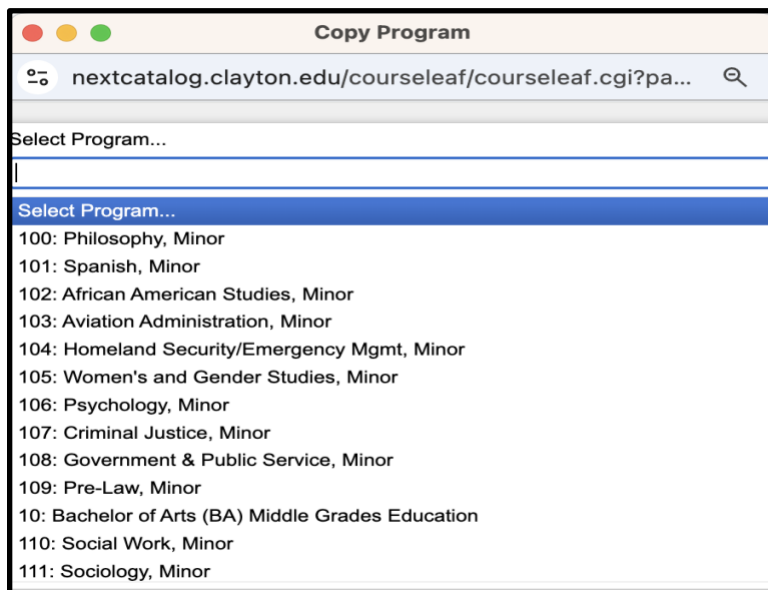 Copy Program
nextcatalog.clayton.edu/courseleaf/courseleaf.cgi?pa...
Select Program...
Select Program...
100: Philosophy, Minor
101: Spanish, Minor
102: African American Studies, Minor
103: Aviation Administration, Minor
104: Homeland Security/Emergency Mgmt, Minor
105: Women's and Gender Studies, Minor
106: Psychology, Minor
107: Criminal Justice, Minor
108: Government & Public Service, Minor
109: Pre-Law, Minor
10: Bachelor of Arts (BA) Middle Grades Education
110: Social Work, Minor
111: Sociology, Minor